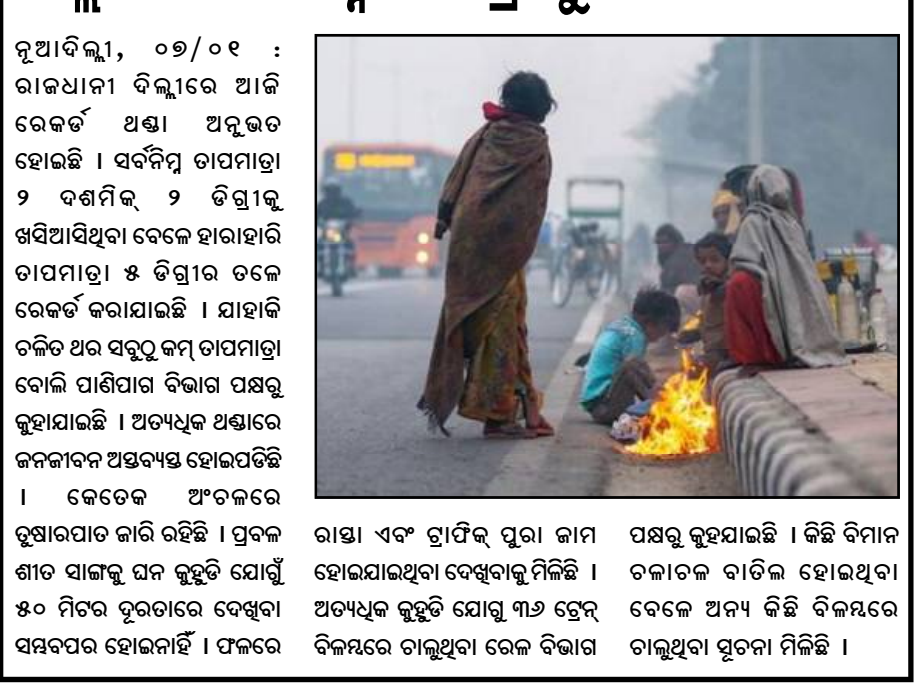 ନୂଆଦିଲ୍ଲୀ, ୦୭/୦୧ :
ରାଜଧାନୀ ଦିଲ୍ଲୀରେ ଆଜି
ରେକର୍ଡ ଥଣ୍ଡା ଅନୁଭତ
ହୋଇଛି । ସର୍ବନିମ୍ନ ତାପମାତ୍ରା
୨ ଦଶମିକ୍ ୨ ଡିଗ୍ରୀକୁ
ଖସିଆସିଥିବା ବେଳେ ହାରାହାରି
ତାପମାତ୍ରା ୫ ଡିଗ୍ରୀର ତଳେ
ରେକର୍ଡ କରାଯାଇଛି । ଯାହାକି
ଚଳିତ ଥର ସବୁଠୁ କମ୍ ତାପମାତ୍ରା
ବୋଲି ପାଣିପାଗ ବିଭାଗ ପକ୍ଷରୁ
କୁହାଯାଇଛି । ଅତ୍ୟଧିକ ଥଣ୍ଡାରେ
ଜନଜୀବନ ଅସ୍ତବ୍ୟସ୍ତ ହୋଇପଡିଛି
। କେତେକ ଅଂଚଳରେ
ତୁଷାରପାତ ଜାରି ରହିଛି । ପ୍ରବଳ
ଶୀତ ସାଙ୍ଗକୁ ଘନ କୁହୁଡି ଯୋଗୁଁ
୫୦ ମିଟର ଦୂରତାରେ ଦେଖିବା
ସମ୍ଭବପର ହୋଇନାହିଁ । ଫଳରେ
ରାସ୍ତା ଏବଂ ଟ୍ରାଫିକ୍ ପୁରା ଜାମ
ହୋଇଯାଇଥିବା ଦେଖିବାକୁ ମିଳିଛି ।
ଅତ୍ୟଧିକ କୁହୁଡି ଯୋଗୁ ୩୬ ଟ୍ରେନ୍
ବିଳମ୍ବରେ ଚାଲୁଥିବା ରେଳ ବିଭାଗ
ପକ୍ଷରୁ କୁହଯାଇଛି । କିଛି ବିମାନ
ଚଳାଚଳ ବାତିଲ ହୋଇଥିବା
ବେଳେ ଅନ୍ୟ କିଛି ବିଳମ୍ବରେ
ଚାଲୁଥିବା ସୂଚନା ମିଳିଛି ।